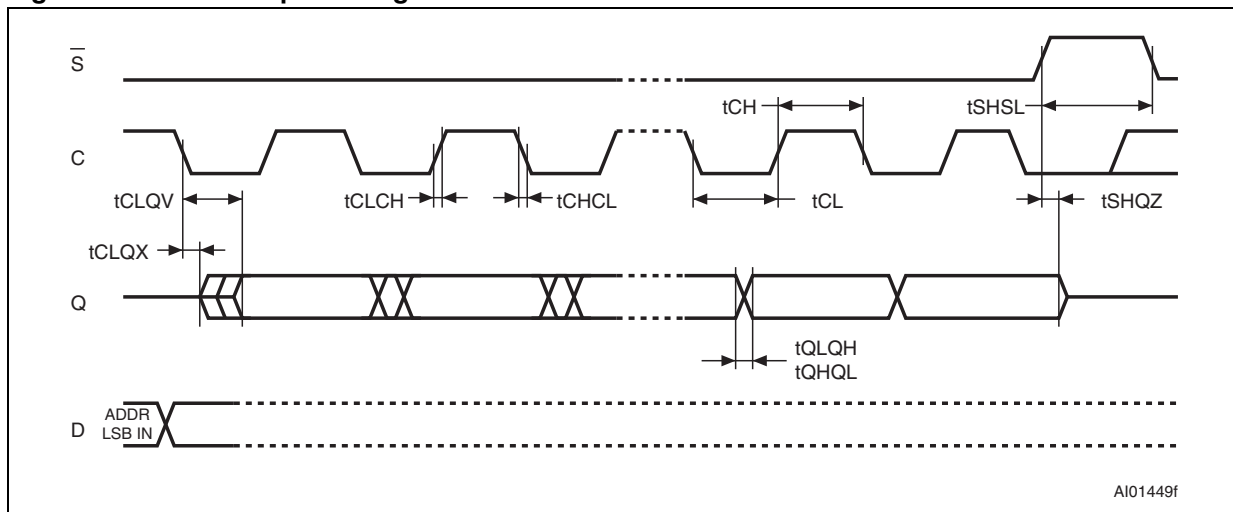 S
tCH
tSHSL
C
tCLQV
tCLCH
tCHCL
tCL
tSHQZ
tCLQX
Q
tQLQH
tQHQL
ADDR
D
LSB IN
AI01449f